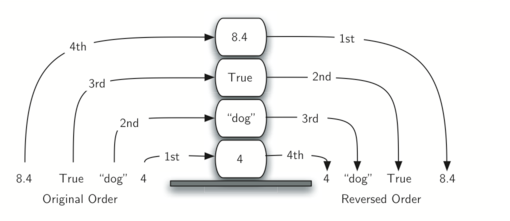 8.4
4th
1st
True
3rd
2nd
"dog"
2nd
3rd
4
1st
4th
8.4 True "dog" 4
4 "dog" True 8.4
Original Order
Reversed Order